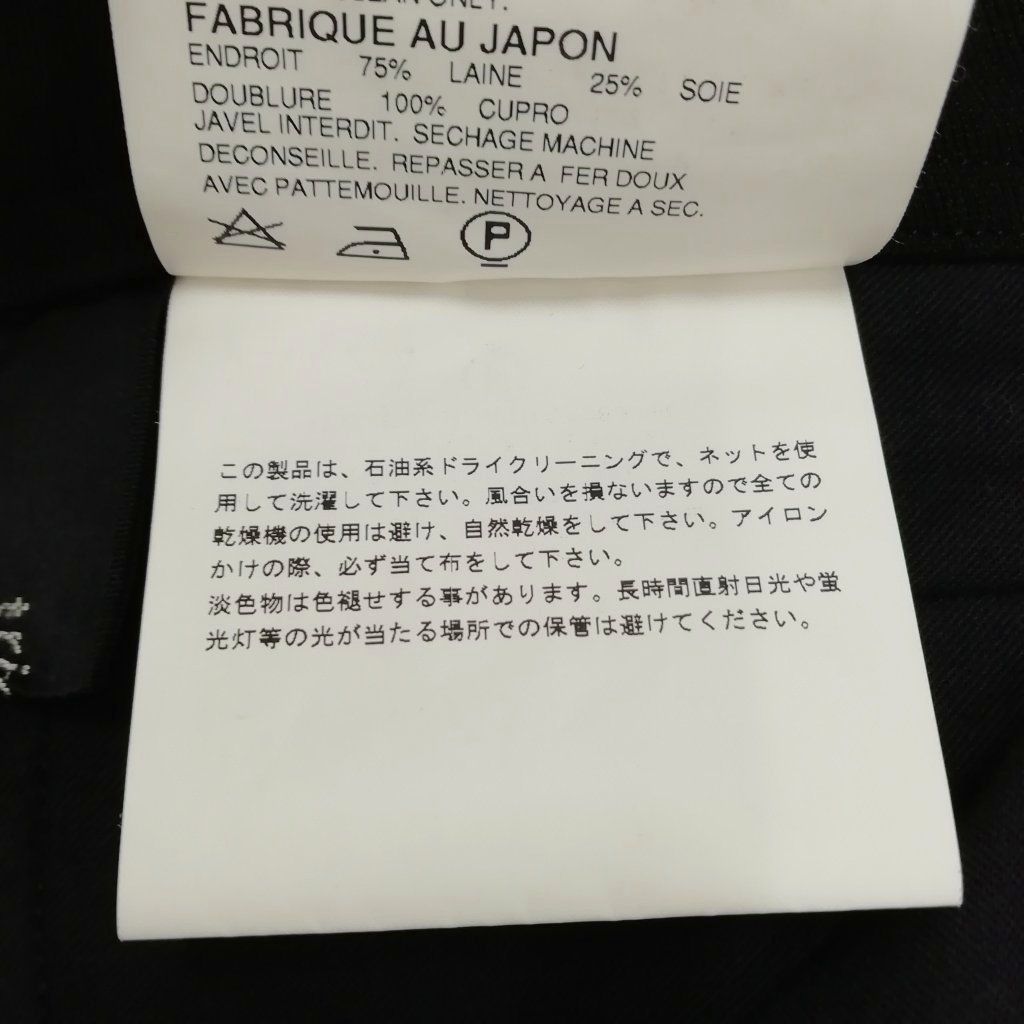 CLEAN ONLY.
FABRIQUE AU JAPON
ENDROIT 75% LAINE 25% SOIE
DOUBLURE 100% CUPRO
JAVEL INTERDIT. SECHAGE MACHINE
DECONSEILLE. REPASSER A FER DOUX
AVEC PATTEMOUILLE. NETTOYAGE A SEC.
P
この製品は、石油系ドライクリーニングで、ネットを使
用して洗濯して下さい。風合いを損ないますので全ての
乾燥機の使用は避け、自然乾燥をして下さい。アイロン
かけの際、必ず当て布をして下さい。
淡色物は色褪せする事があります。長時間直射日光や蛍
光灯等の光が当たる場所での保管は避けてください。